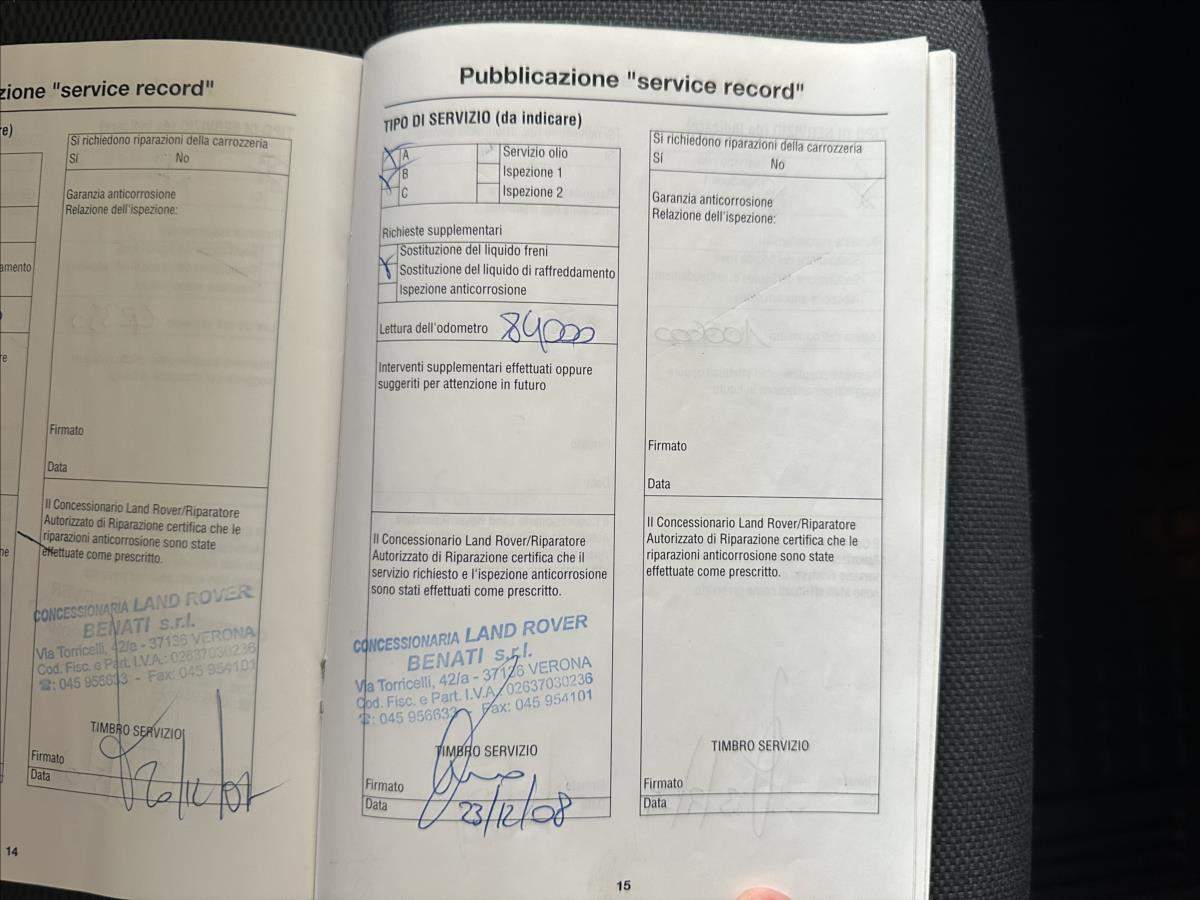 zione "service record"
re)
Si richiedono riparazioni della carrozzeria
Sí No
Garanzia anticorrosione
Relazione dell'ispezione:
amento
re
Firmato
Data
Il Concessionario Land Rover/Riparatore
Autorizzato di Riparazione certifica che le
riparazioni anticorrosione sono state
effettuate come prescritto.
ne
CONCESSIONARIA LAND ROVER
BENATI s.r.l.
Via Torricelli, 42/a - 37136 VERONA
Cod. Fisc. e Part. I.V.A.: 02637030236
☎: 045 956633 - Fax: 045 954101
TIMBRO SERVIZIO
Firmato
Data
14
Pubblicazione "service record"
TIPO DI SERVIZIO (da indicare)
A Servizio olio
B Ispezione 1
C Ispezione 2
Richieste supplementari
Sostituzione del liquido freni
Sostituzione del liquido di raffreddamento
Ispezione anticorrosione
Lettura dell'odometro 84000
Interventi supplementari effettuati oppure
suggeriti per attenzione in futuro
Il Concessionario Land Rover/Riparatore
Autorizzato di Riparazione certifica che il
servizio richiesto e l'ispezione anticorrosione
sono stati effettuati come prescritto.
CONCESSIONARIA LAND ROVER
BENATI s.r.l.
Via Torricelli, 42/a - 37136 VERONA
Cod. Fisc. e Part. I.V.A.: 02637030236
☎: 045 956633 - Fax: 045 954101
TIMBRO SERVIZIO
Firmato
Data 23/12/08
Si richiedono riparazioni della carrozzeria
Sí No
Garanzia anticorrosione
Relazione dell'ispezione:
Firmato
Data
Il Concessionario Land Rover/Riparatore
Autorizzato di Riparazione certifica che le
riparazioni anticorrosione sono state
effettuate come prescritto.
TIMBRO SERVIZIO
Firmato
Data
15